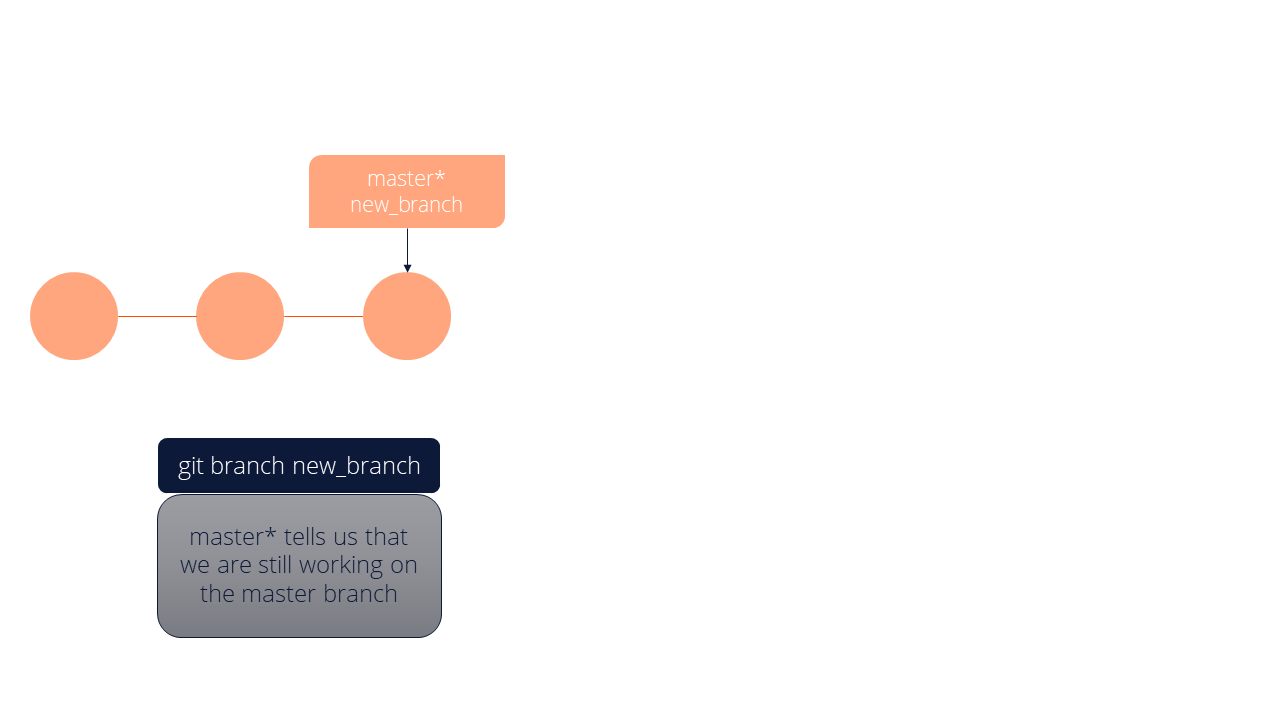 master*
new_branch
git branch new_branch
master* tells us that
we are still working on
the master branch